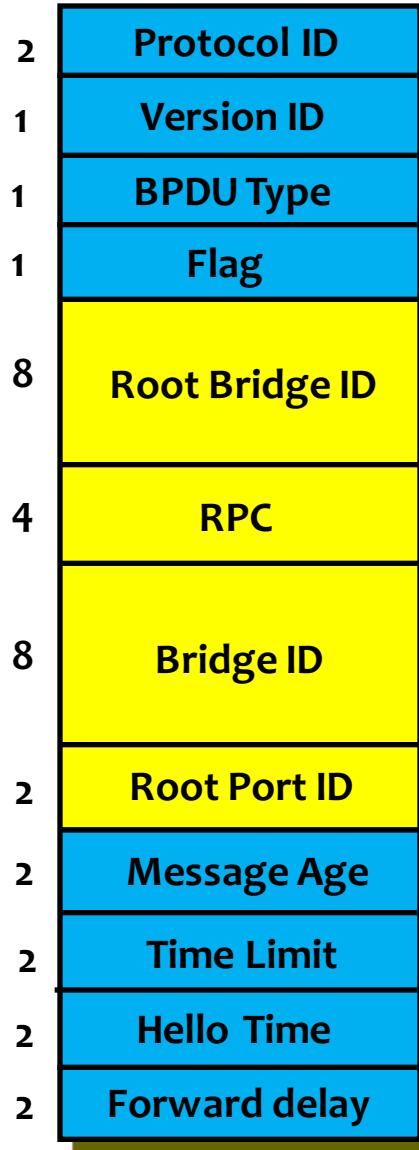 2 Protocol ID
1 Version ID
1 BPDU Type
1 Flag
8 Root Bridge ID
4 RPC
8 Bridge ID
2 Root Port ID
2 Message Age
2 Time Limit
2 Hello Time
2 Forward delay